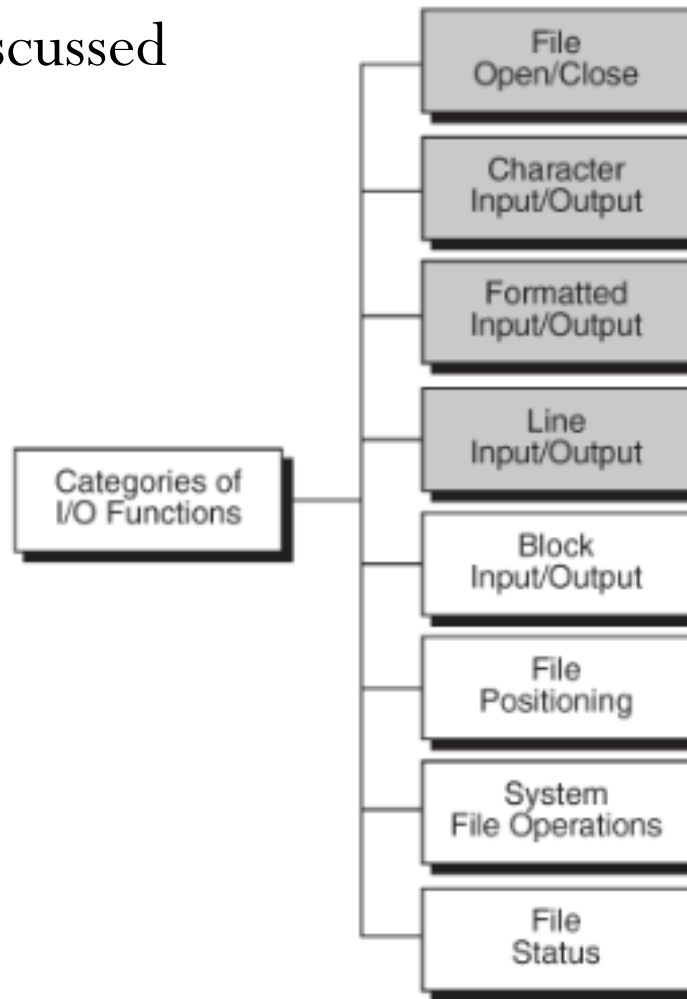 scussed
File
Open/Close
Character
Input/Output
Formatted
Input/Output
Line
Input/Output
Categories of
I/O Functions
Block
Input/Output
File
Positioning
System
File Operations
File
Status